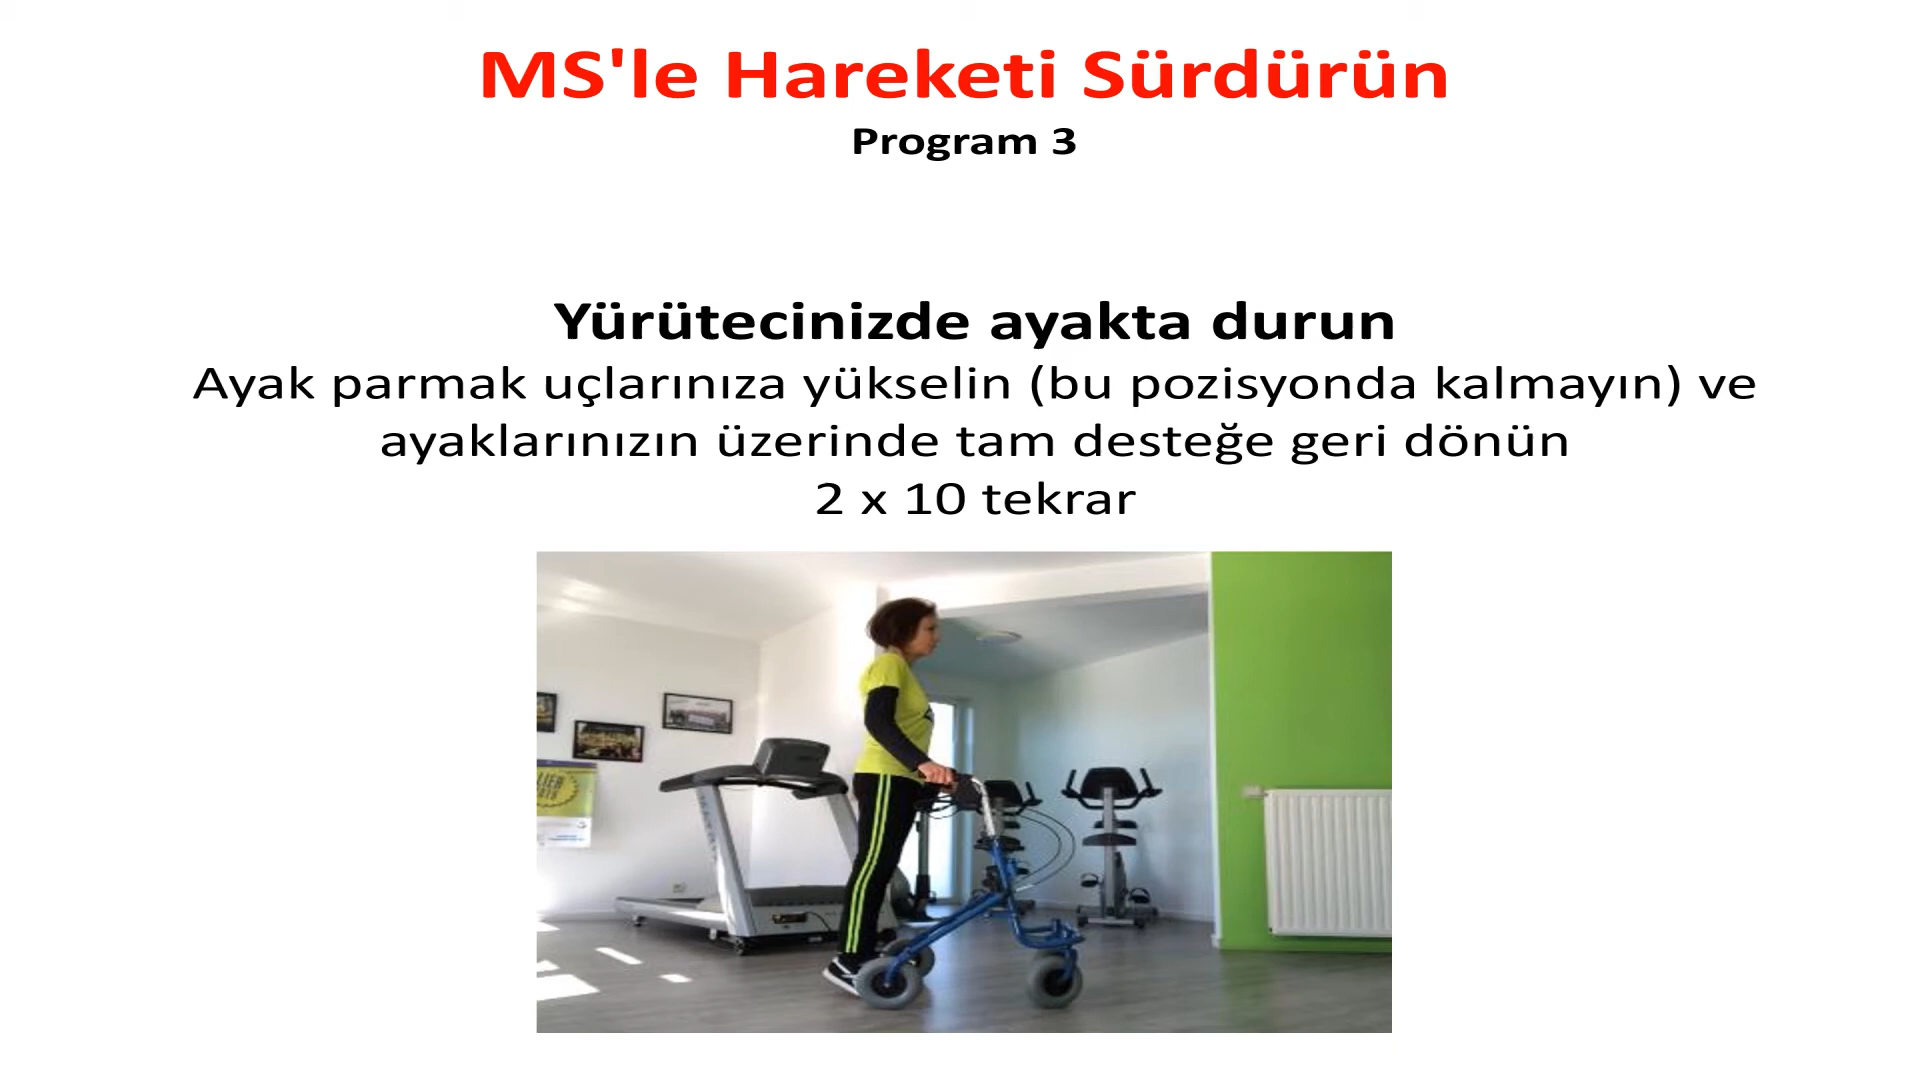 MS'le Hareketi Sürdürün
Program 3
Yürütecinizde ayakta durun
Ayak parmak uçlarınıza yükselin (bu pozisyonda kalmayın) ve
ayaklarınızın üzerinde tam desteğe geri dönün
2 x 10 tekrar